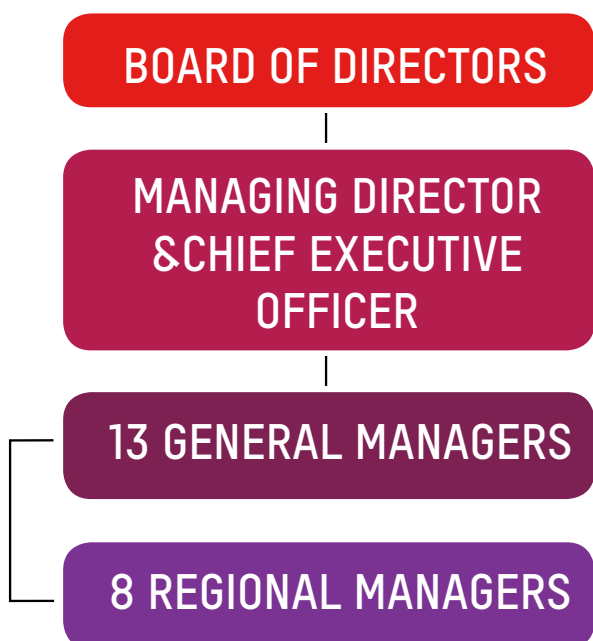 BOARD OF DIRECTORS
MANAGING DIRECTOR
&CHIEF EXECUTIVE
OFFICER
13 GENERAL MANAGERS
8 REGIONAL MANAGERS